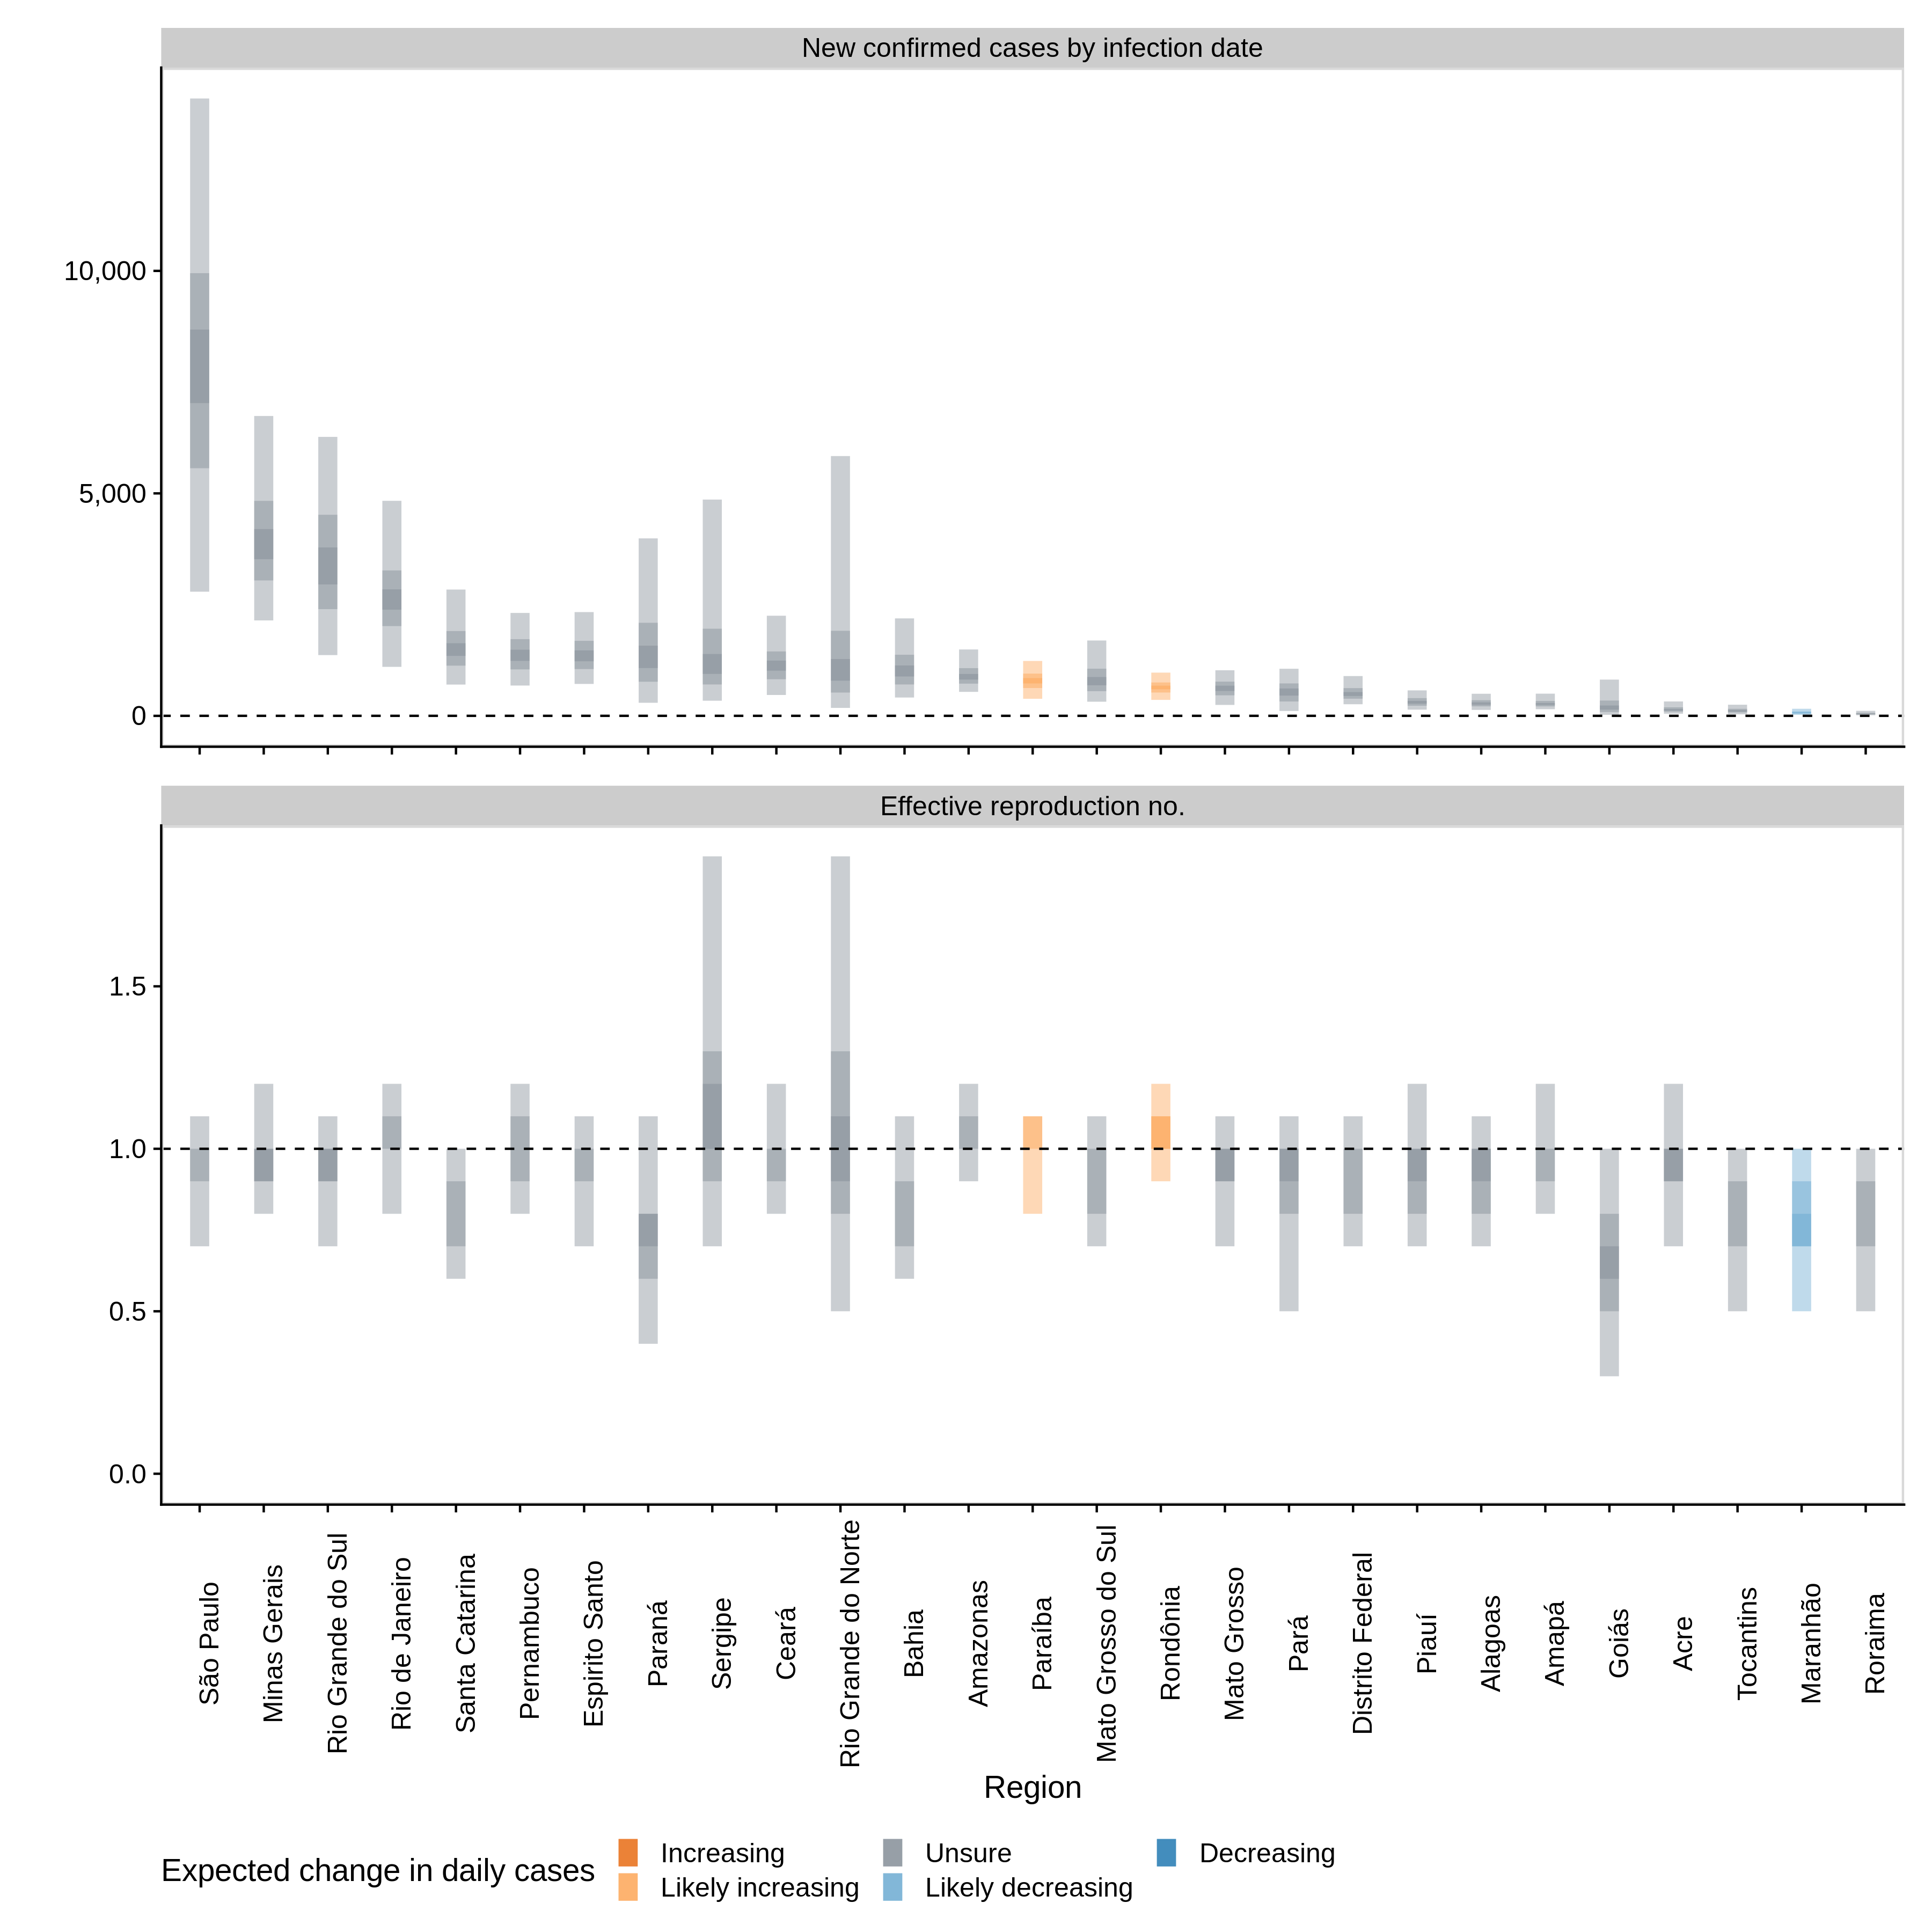 New confirmed cases by infection date
10,000
5,000
0
Effective reproduction no.
1.5
1.0
0.5
0.0
São Paulo
Minas Gerais
Rio Grande do Sul
Rio de Janeiro
Santa Catarina
Pernambuco
Espirito Santo
Paraná
Sergipe
Ceará
Rio Grande do Norte
Bahia
Amazonas
Paraíba
Mato Grosso do Sul
Rondônia
Mato Grosso
Pará
Distrito Federal
Piauí
Alagoas
Amapá
Goiás
Acre
Tocantins
Maranhão
Roraima
Region
Expected change in daily cases
Increasing
Likely increasing
Unsure
Likely decreasing
Decreasing